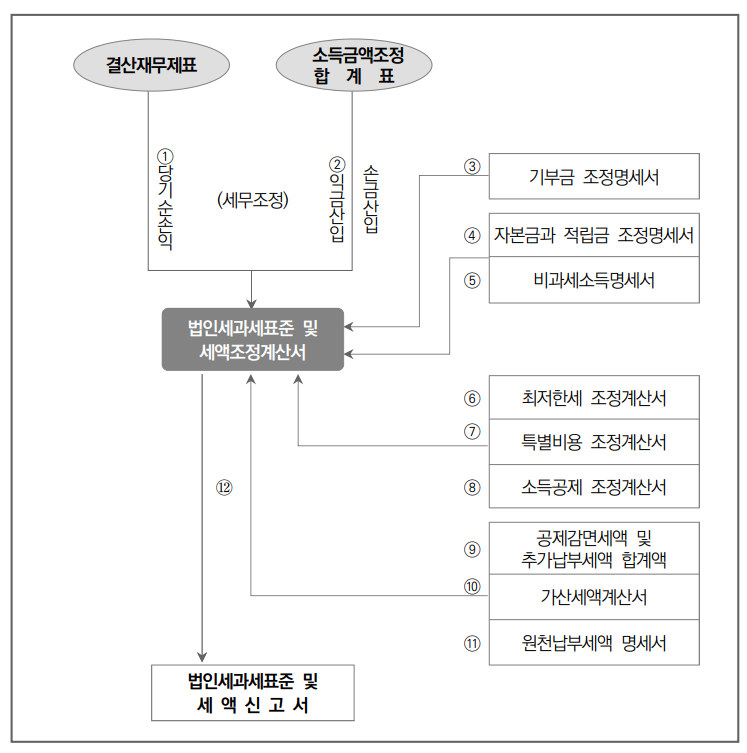 결산재무제표
소득금액조정
합 계 표
① 당기순손익
(세무조정)
② 익금산입
손금산입
③ 기부금 조정명세서
④ 자본금과 적립금 조정명세서
⑤ 비과세소득명세서
법인세과세표준 및
세액조정계산서
⑥ 최저한세 조정계산서
⑦ 특별비용 조정계산서
⑧ 소득공제 조정계산서
⑫
⑨ 공제감면세액 및
추가납부세액 합계액
⑩ 가산세액계산서
⑪ 원천납부세액 명세서
법인세과세표준 및
세 액 신 고 서